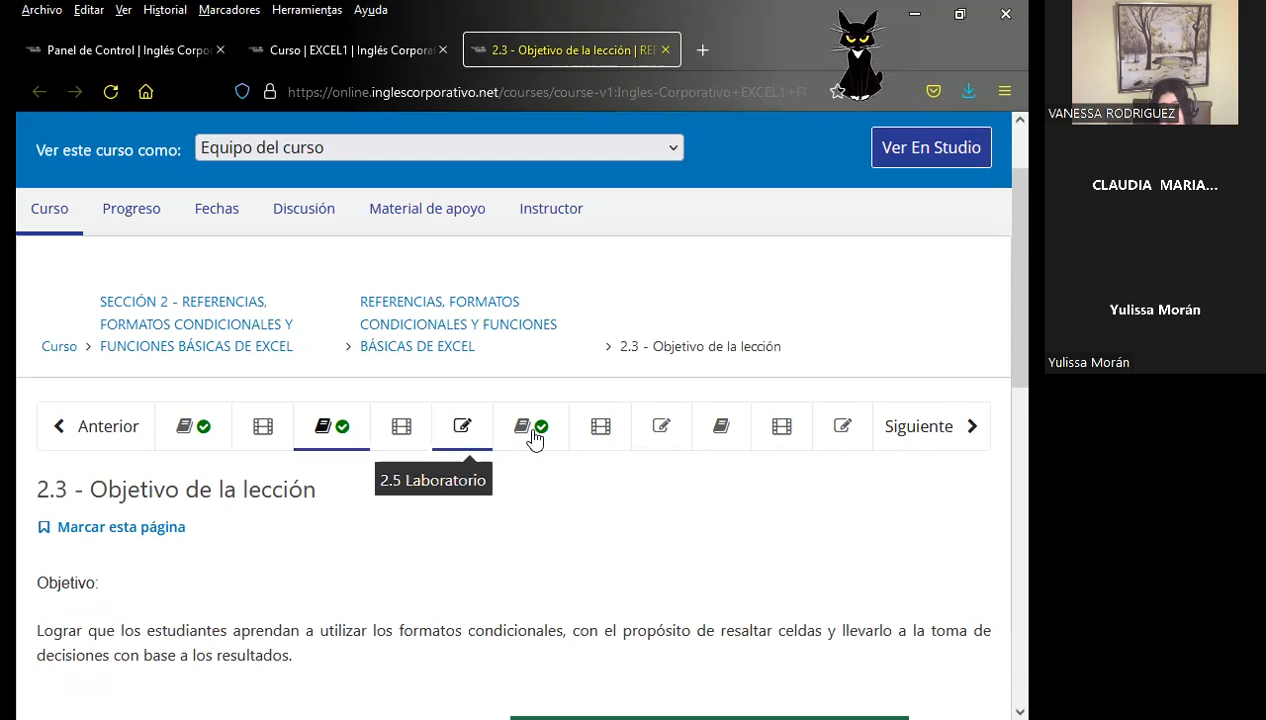 Archivo Editar Ver Historial Marcadores Herramientas Ayuda
Panel de Control | Inglés Corpo
Curso | EXCEL1 | Inglés Corpora
2.3 - Objetivo de la lección | REF
https://online.inglescorporativo.net/courses/course-v1:Ingles-Corporativo+EXCEL1+FO
Ver este curso como: Equipo del curso
Ver En Studio
Curso Progreso Fechas Discusión Material de apoyo Instructor
SECCIÓN 2 - REFERENCIAS,
FORMATOS CONDICIONALES Y
FUNCIONES BÁSICAS DE EXCEL
REFERENCIAS, FORMATOS
CONDICIONALES Y FUNCIONES
BÁSICAS DE EXCEL
Curso
2.3 - Objetivo de la lección
Anterior
Siguiente
2.5 Laboratorio
2.3 - Objetivo de la lección
Marcar esta página
Objetivo:
Lograr que los estudiantes aprendan a utilizar los formatos condicionales, con el propósito de resaltar celdas y llevarlo a la toma de
decisiones con base a los resultados.
VANESSA RODRIGUEZ
CLAUDIA MARIA...
Yulissa Morán
Yulissa Morán